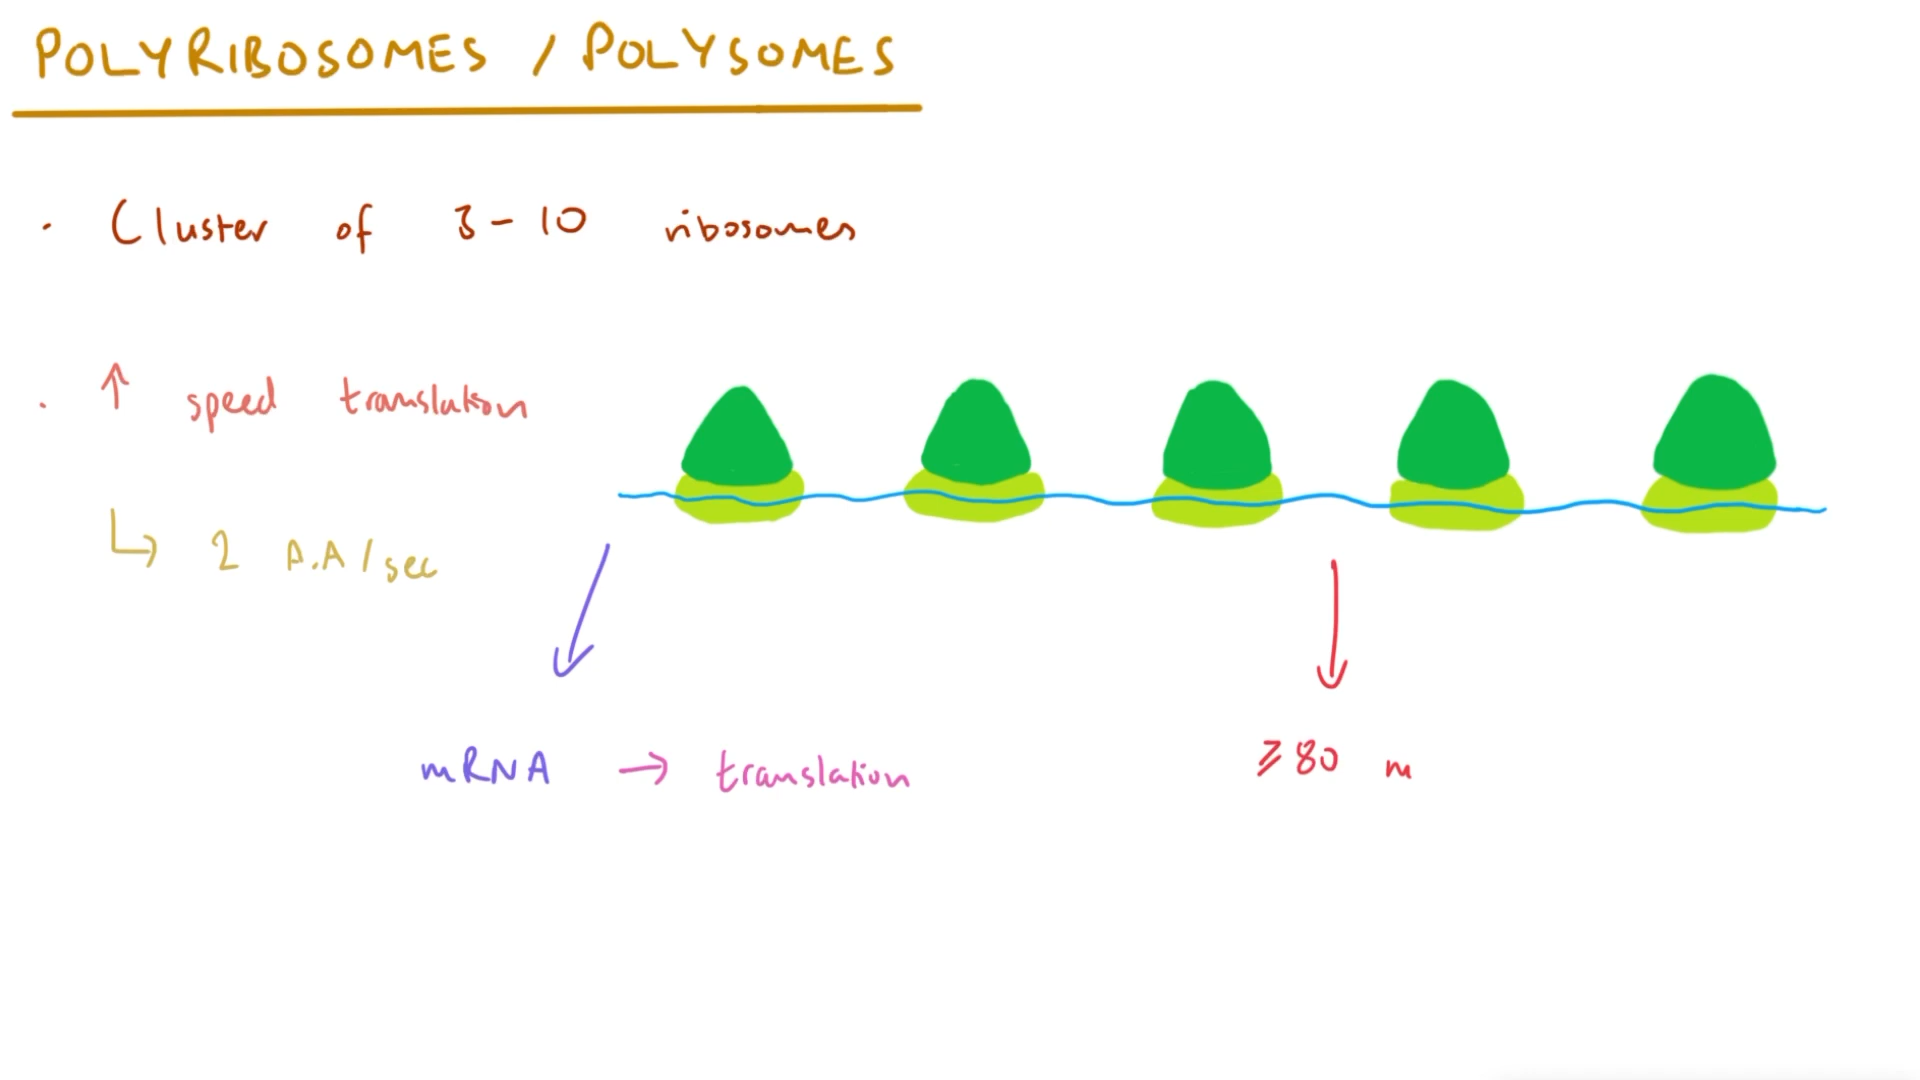 POLYRIBOSOMES / POLYSOMES
· Cluster of 3-10 ribosomes
· ↑ speed translation
↳ 2 A.A/sec
mRNA → translation
≥80 m